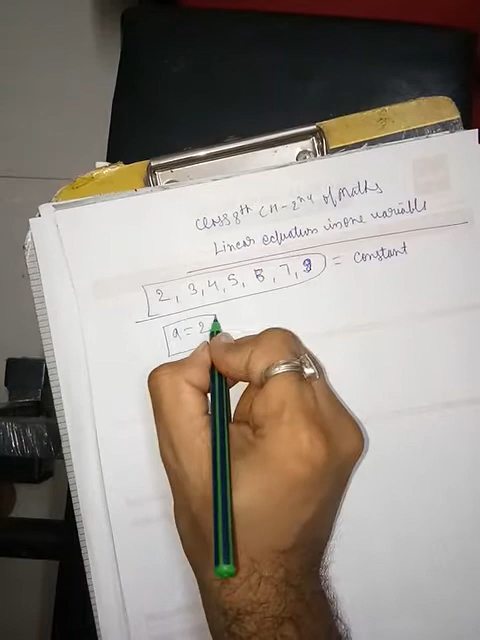 Class 8th CH-2nd of Maths
Linear equation in one variable
2, 3, 4, 5, 6, 7, 9 = constant
a = 2